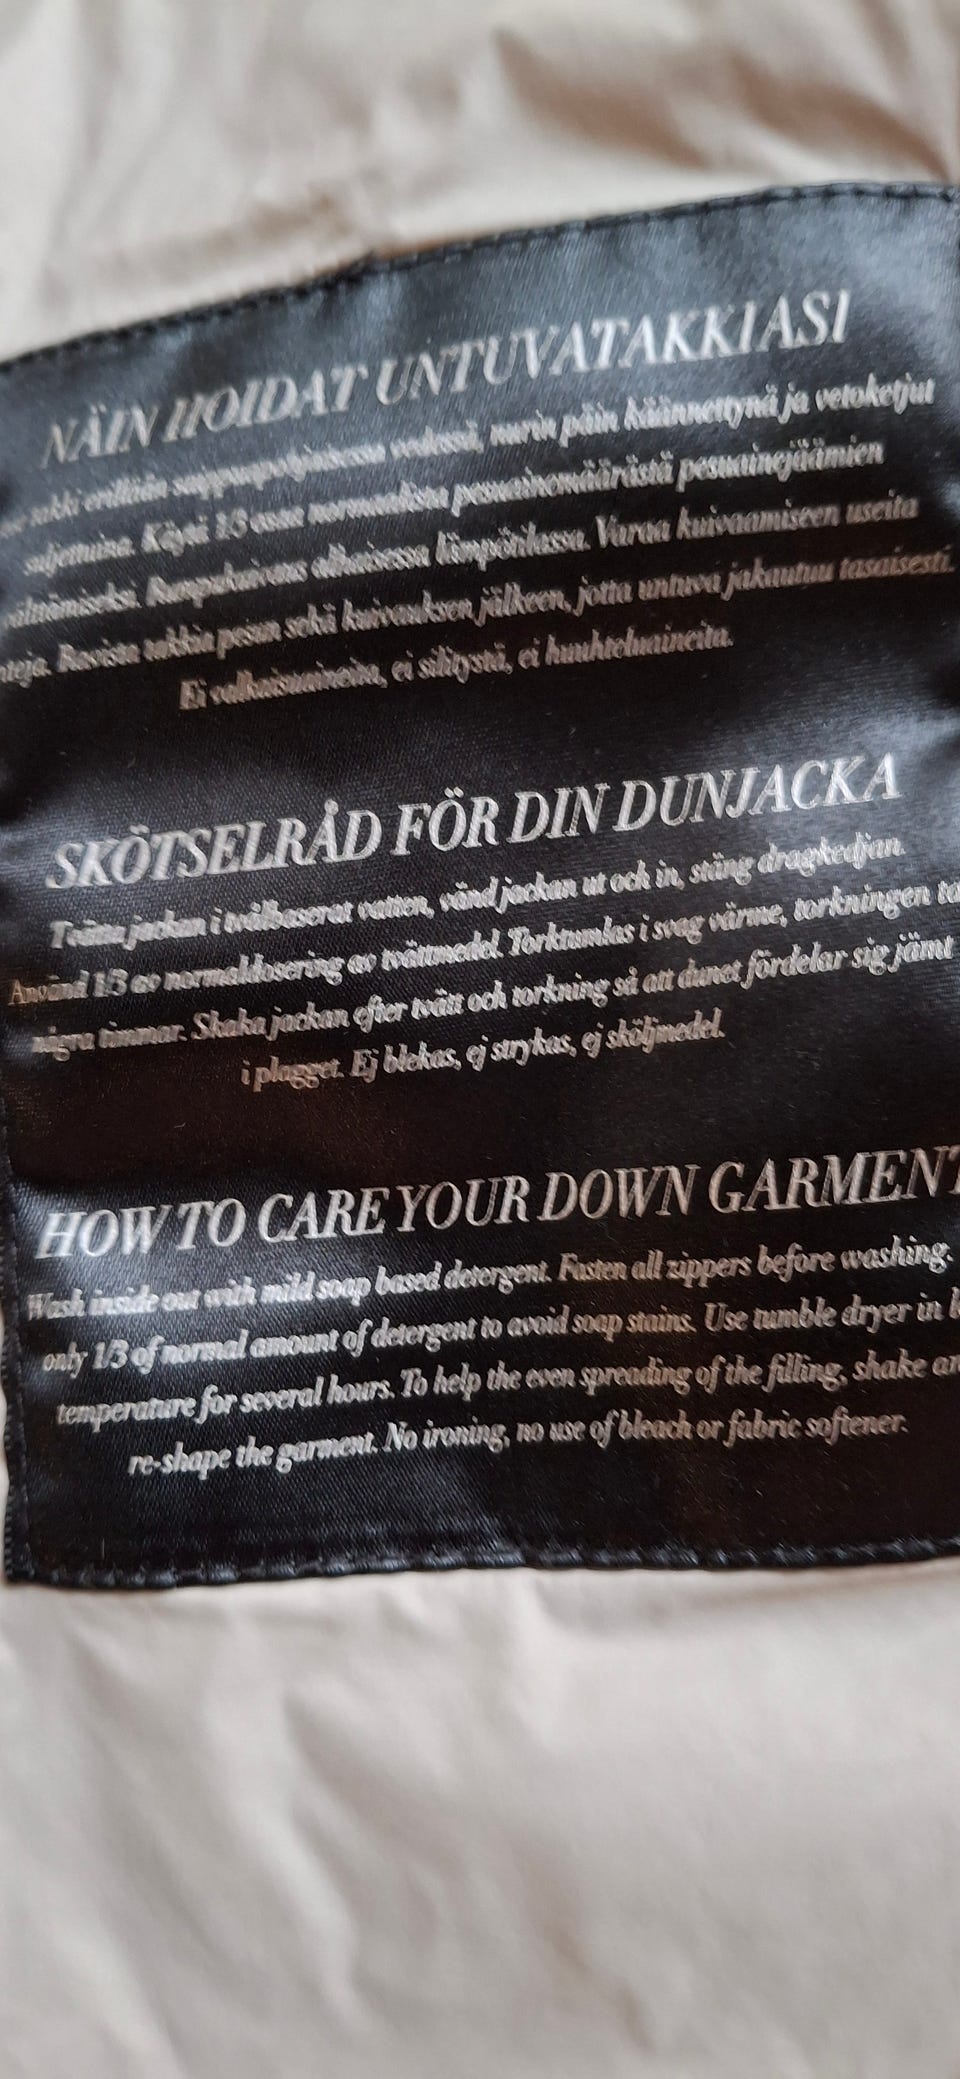 NÄIN HOIDAT UNTUVATAKKIASI
takki erillään saippuapohjaisessa vedessä, nurin päin käännettynä ja vetoketjut
suljettuina. Käytä 1/3 osaa normaalista pesuainemäärästä pesuainejäämien
Rumpukuivaus alhaisessa lämpötilassa. Varaa kuivaamiseen useita
Ravista takkia pesun sekä kuivauksen jälkeen, jotta untuva jakautuu tasaisesti.
Ei valkaisuaineita, ei silitystä, ei huuhteluaineita.
SKÖTSELRÅD FÖR DIN DUNJACKA
Tvätta jackan i tvålbaserat vatten, vänd jackan ut och in, stäng dragkedjan.
Använd 1/3 av normaldosering av tvättmedel. Torktumlas i svag värme, torkningen
några timmar. Skaka jackan efter tvätt och torkning så att dunet fördelar sig jämt
i plagget. Ej blekas, ej strykas, ej sköljmedel.
HOW TO CARE YOUR DOWN GARMENT
Wash inside out with mild soap based detergent. Fasten all zippers before washing.
only 1/3 of normal amount of detergent to avoid soap stains. Use tumble dryer in
temperature for several hours. To help the even spreading of the filling, shake
re-shape the garment. No ironing, no use of bleach or fabric softener.